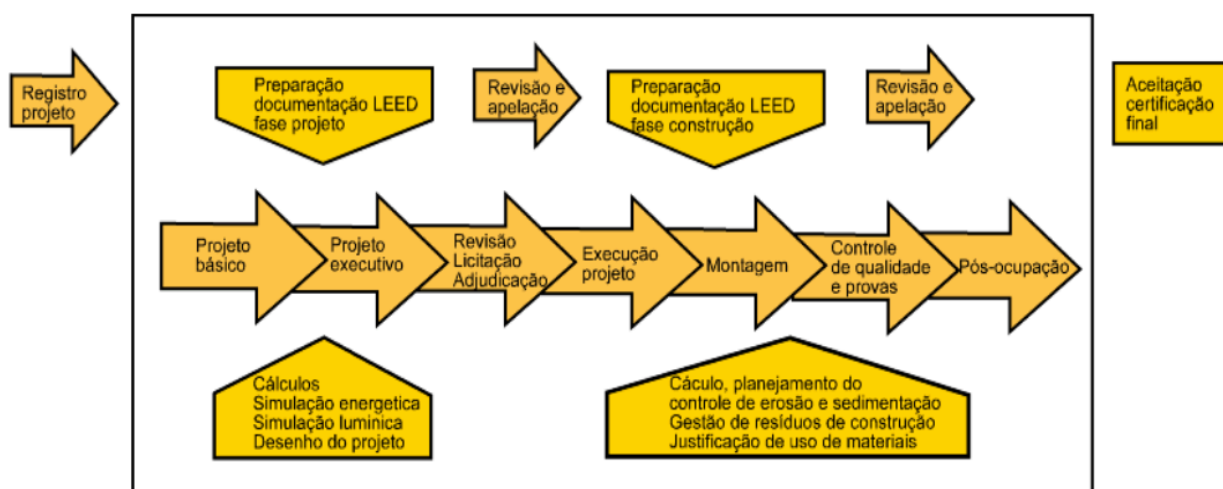 Registro
projeto
Preparação
documentação LEED
fase projeto
Revisão e
apelação
Preparação
documentação LEED
fase construção
Revisão e
apelação
Aceitação
certificação
final
Projeto
básico
Projeto
executivo
Revisão
Licitação
Adjudicação
Execução
projeto
Montagem
Controle
de qualidade
e provas
Pós-ocupação
Cálculos
Simulação energetica
Simulação luminica
Desenho do projeto
Cáculo, planejamento do
controle de erosão e sedimentação
Gestão de resíduos de construção
Justificação de uso de materiais